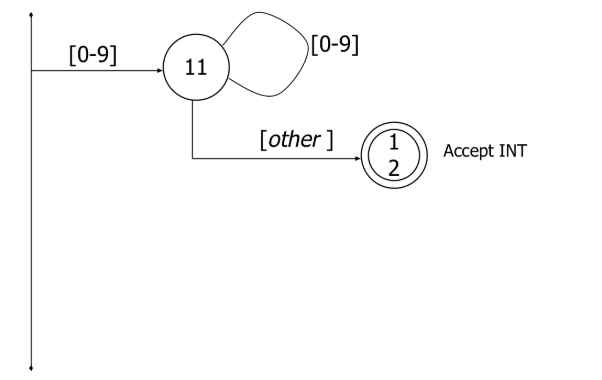 [0-9]
11
[0-9]
[other ]
1
2
Accept INT